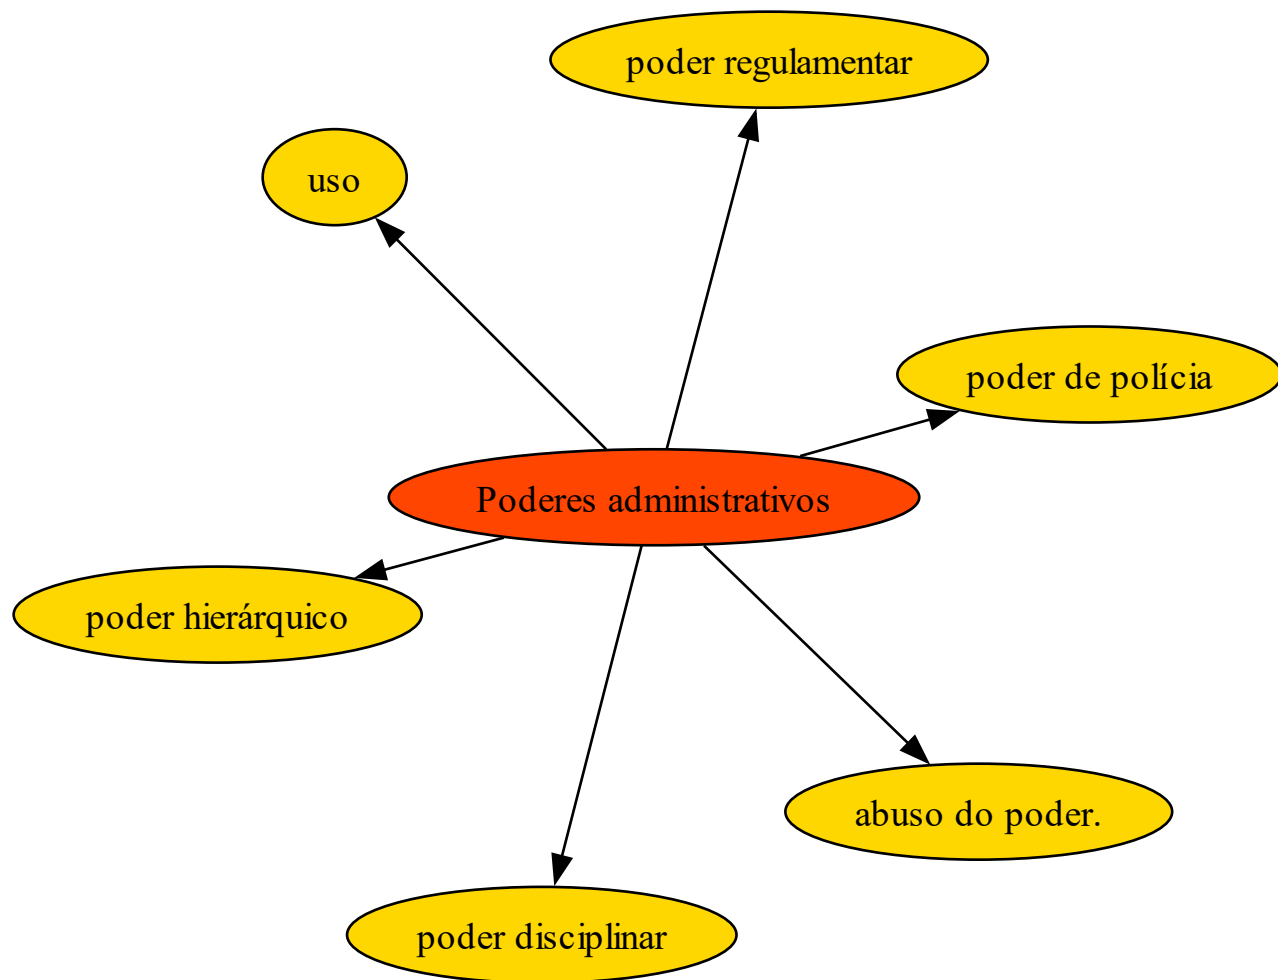 poder regulamentar
uso
poder de polícia
Poderes administrativos
poder hierárquico
abuso do poder.
poder disciplinar